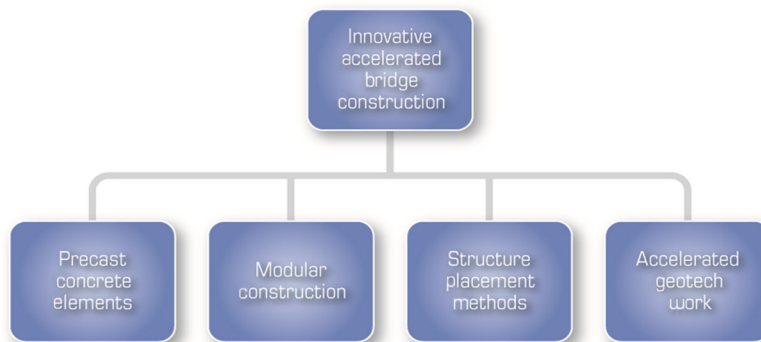 Innovative
accelerated
bridge
construction
Precast
concrete
elements
Modular
construction
Structure
placement
methods
Accelerated
geotech
work